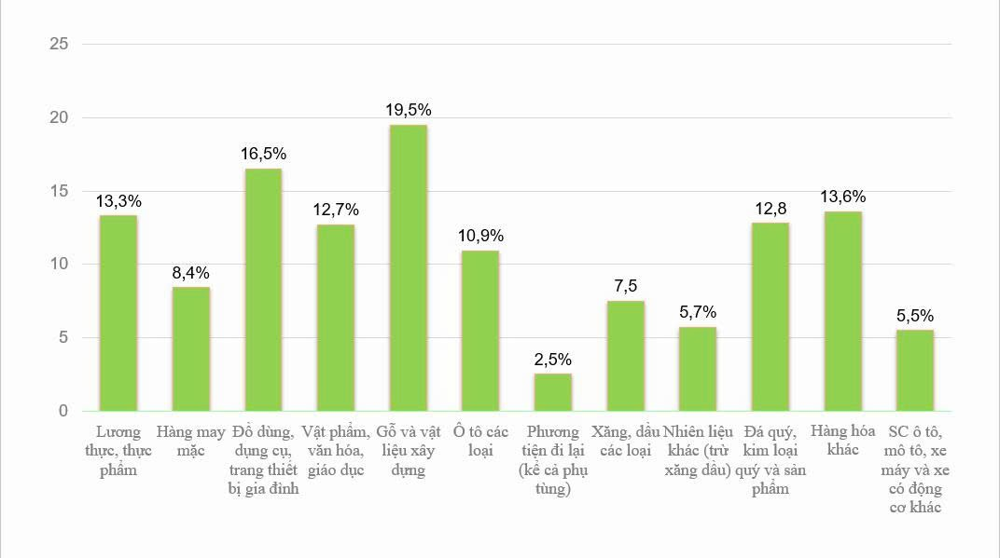 25
20
15
10
5
0
13,3%
8,4%
16,5%
12,7%
19,5%
10,9%
2,5%
7,5
5,7%
12,8
13,6%
5,5%
Lương
thực, thực
phẩm
Hàng may
mặc
Đồ dùng,
dụng cụ,
trang thiết
bị gia đình
Vật phẩm,
văn hóa,
giáo dục
Gỗ và vật
liệu xây
dựng
Ô tô các
loại
Phương
tiện đi lại
(kể cả phụ
tùng)
Xăng, dầu
các loại
Nhiên liệu
khác (trừ
xăng dầu)
Đá quý,
kim loại
quý và sản
phẩm
Hàng hóa
khác
SC ô tô,
mô tô, xe
máy và xe
có động
cơ khác